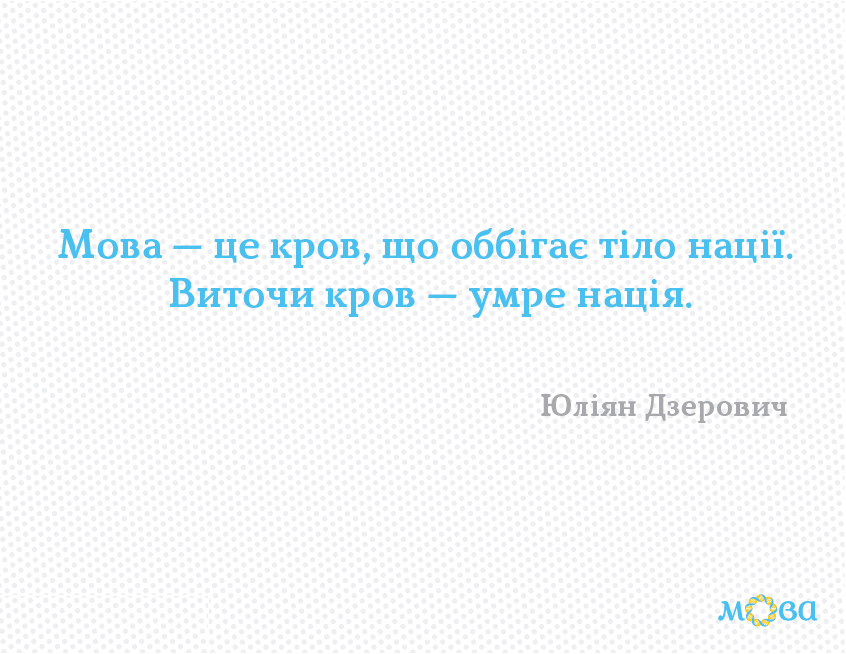 Мова — це кров, що оббігає тіло нації.
Виточи кров — умре нація.
Юліян Дзерович
мова